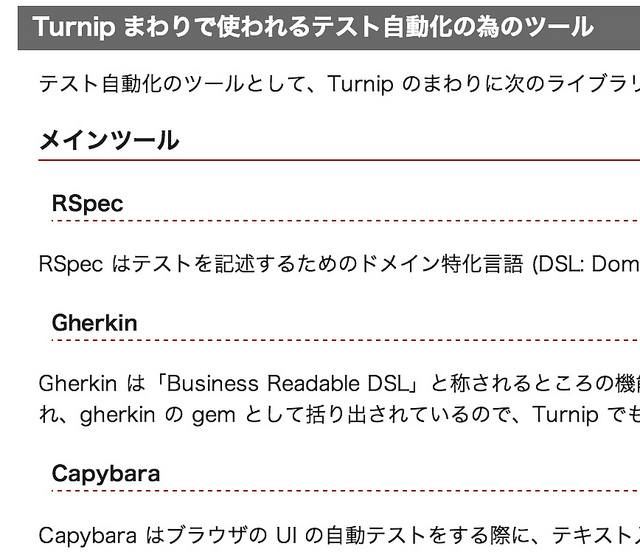 Turnip まわりで使われるテスト自動化の為のツール
テスト自動化のツールとして、Turnip のまわりに次のライブラリ
メインツール
RSpec
RSpec はテストを記述するためのドメイン特化言語 (DSL: Dom
Gherkin
Gherkin は「Business Readable DSL」と称されるところの機能
れ、gherkin の gem として括り出されているので、Turnip でも
Capybara
Capybara はブラウザの UI の自動テストをする際に、テキスト入